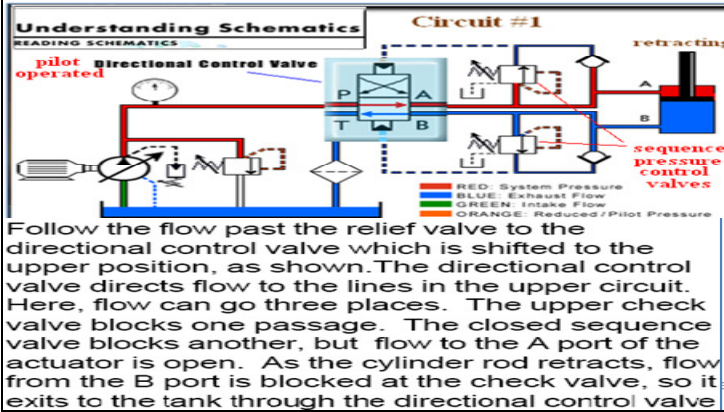 Understanding Schematics
READING SCHEMATICS
Circuit #1
retracting
pilot operated
Directional Control Valve
P A
T B
A
B
sequence
pressure
control
valves
RED: System Pressure
BLUE: Exhaust Flow
GREEN: Intake Flow
ORANGE: Reduced/Pilot Pressure
Follow the flow past the relief valve to the
directional control valve which is shifted to the
upper position, as shown.The directional control
valve directs flow to the lines in the upper circuit.
Here, flow can go three places. The upper check
valve blocks one passage. The closed sequence
valve blocks another, but flow to the A port of the
actuator is open. As the cylinder rod retracts, flow
from the B port is blocked at the check valve, so it
exits to the tank through the directional control valve